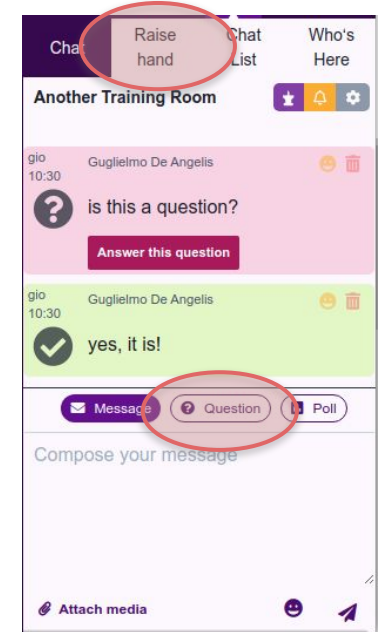 Chat
Raise
hand
Chat
List
Who's
Here
Another Training Room
gio
10:30
Guglielmo De Angelis
is this a question?
Answer this question
gio
10:30
Guglielmo De Angelis
yes, it is!
Message
Question
Poll
Compose your message
Attach media